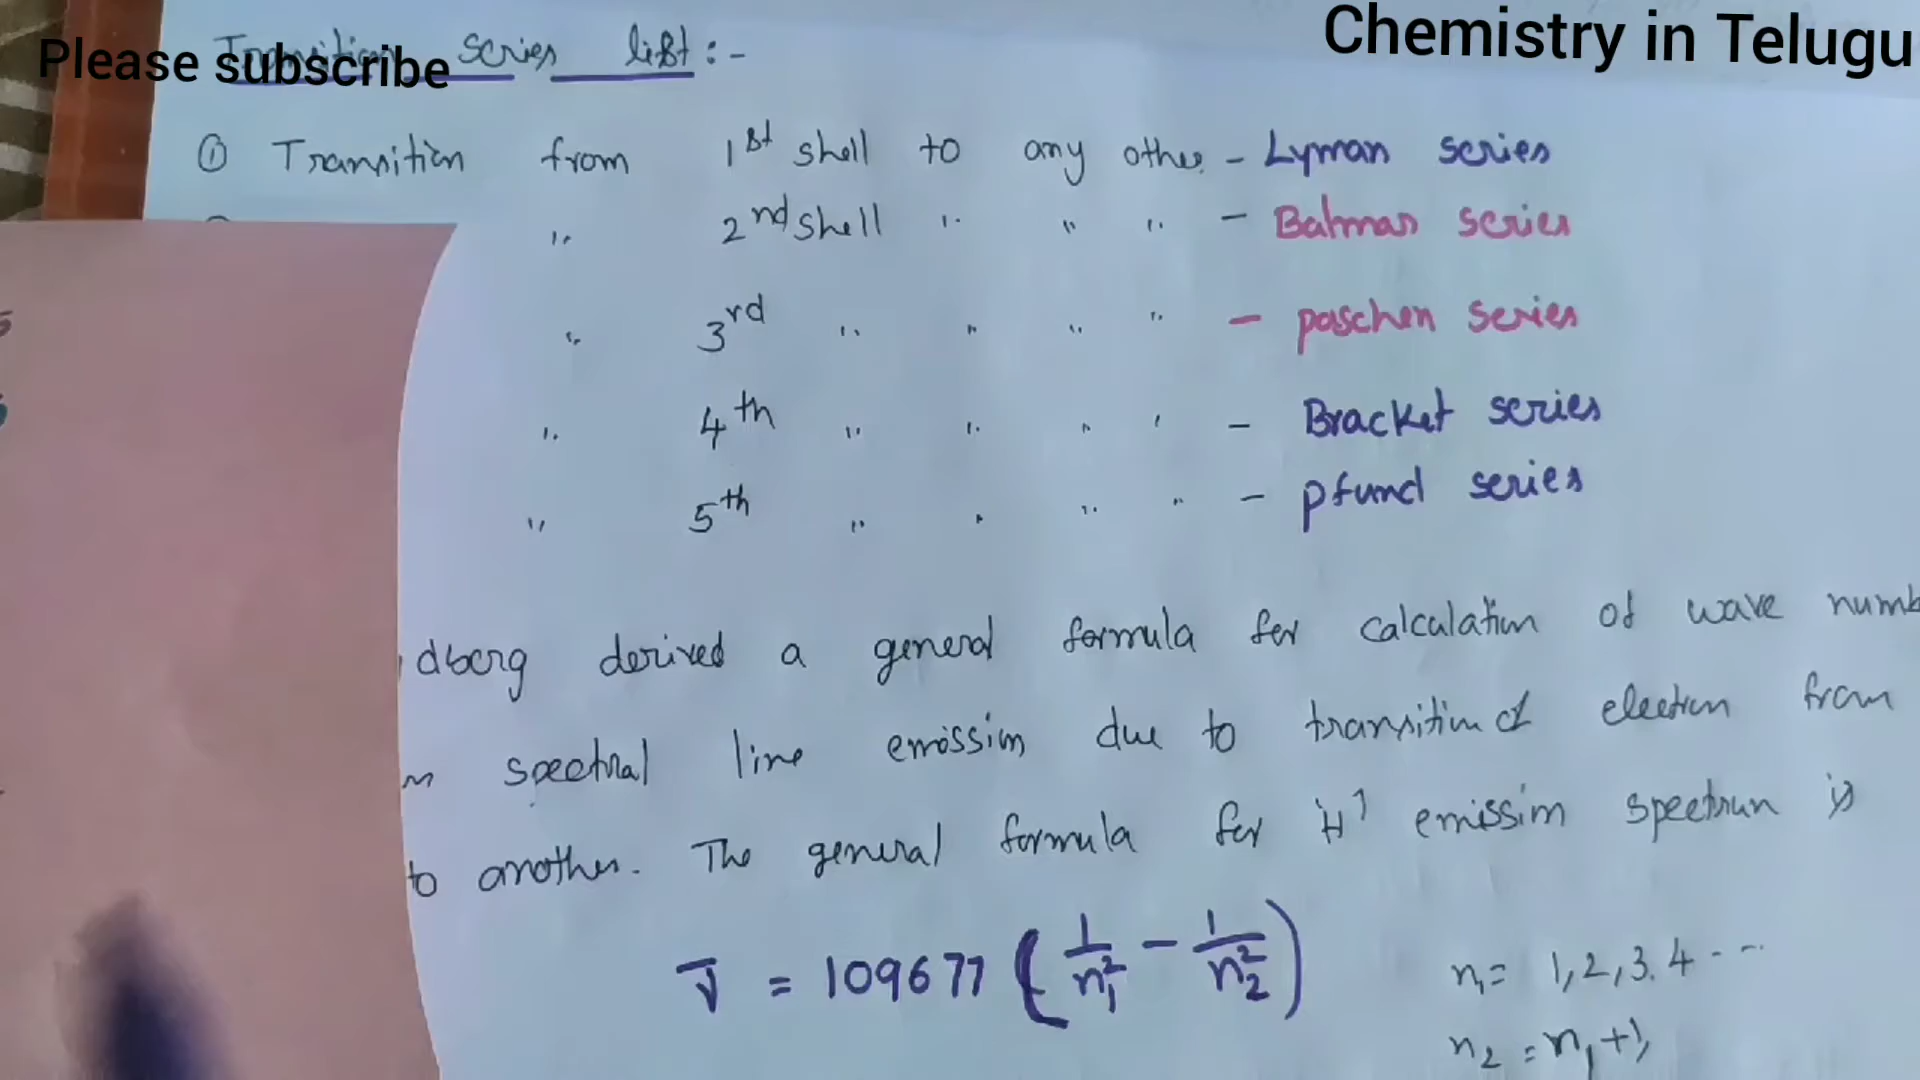 Please subscribe
Chemistry in Telugu
Transition series list :-
① Transition from 1st shell to any other - Lyman series
" 2nd shell " " " - Balmar series
" 3rd " " " " - paschen series
" 4th " " " " - Bracket series
" 5th " " " " - pfund series
dberg derived a general formula for calculation of wave numb
spectral line emission due to transition of electron from
to another. The general formula for 'H' emission spectrum is
ν̅ = 109677 (1/n₁² - 1/n₂²)
n₁ = 1, 2, 3, 4 - - -
n₂ = n₁ + 1,